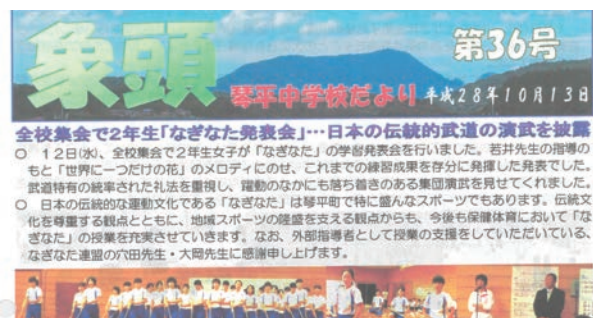 象頭
第36号
琴平中学校だより 平成28年10月13日
全校集会で2年生「なぎなた発表会」…日本の伝統的武道の演武を披露
○ 12日(水)、全校集会で2年生女子が「なぎなた」の学習発表会を行いました。若井先生の指導の
もと「世界に一つだけの花」のメロディにのせ、これまでの練習成果を存分に発揮した発表でした。
武道特有の統率された礼法を重視し、躍動のなかにも落ち着きのある集団演武を見せてくれました。
○ 日本の伝統的な運動文化である「なぎなた」は琴平町で特に盛んなスポーツでもあります。伝統文
化を尊重する観点とともに、地域スポーツの隆盛を支える観点からも、今後も保健体育において「な
ぎなた」の授業を充実させていきます。なお、外部指導者として授業の支援をしていただいている、
なぎなた連盟の穴田先生・大岡先生に感謝申し上げます。